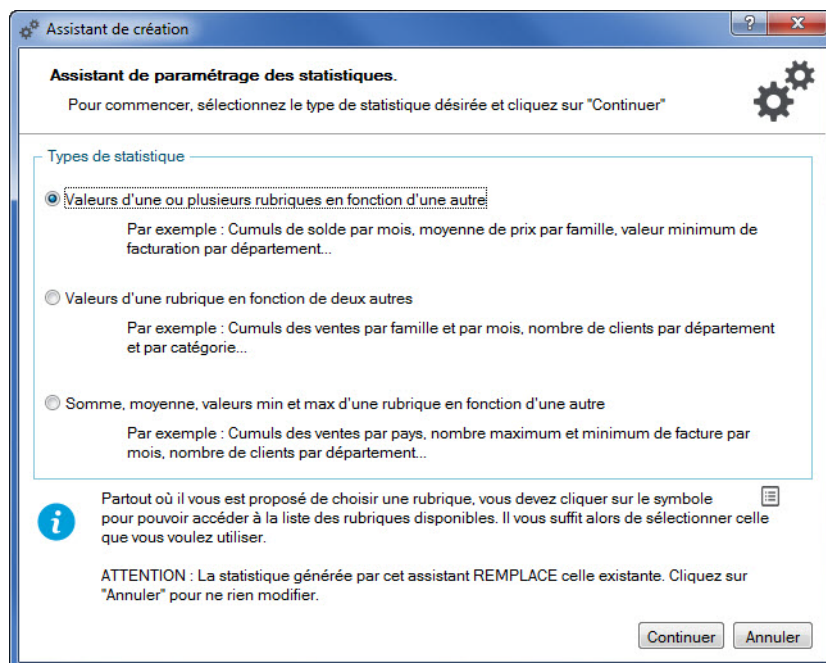 Assistant de création
?
Assistant de paramétrage des statistiques.
Pour commencer, sélectionnez le type de statistique désirée et cliquez sur "Continuer"
Types de statistique
Valeurs d'une ou plusieurs rubriques en fonction d'une autre
Par exemple : Cumuls de solde par mois, moyenne de prix par famille, valeur minimum de
facturation par département...
Valeurs d'une rubrique en fonction de deux autres
Par exemple : Cumuls des ventes par famille et par mois, nombre de clients par département
et par catégorie...
Somme, moyenne, valeurs min et max d'une rubrique en fonction d'une autre
Par exemple : Cumuls des ventes par pays, nombre maximum et minimum de facture par
mois, nombre de clients par département...
Partout où il vous est proposé de choisir une rubrique, vous devez cliquer sur le symbole
pour pouvoir accéder à la liste des rubriques disponibles. Il vous suffit alors de sélectionner celle
que vous voulez utiliser.
ATTENTION : La statistique générée par cet assistant REMPLACE celle existante. Cliquez sur
"Annuler" pour ne rien modifier.
Continuer
Annuler